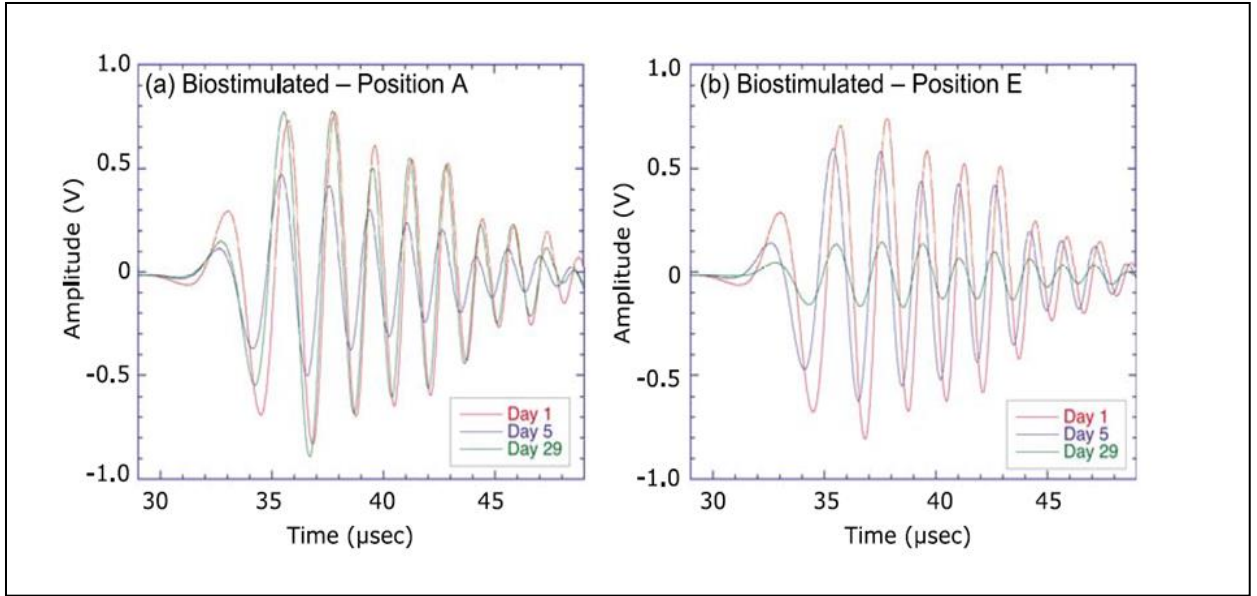 (a) Biostimulated – Position A
1.0
0.5
0
-0.5
-1.0
Amplitude (V)
30
35
40
45
Time (µsec)
Day 1
Day 5
Day 29
(b) Biostimulated – Position E
1.0
0.5
0
-0.5
-1.0
Amplitude (V)
30
35
40
45
Time (µsec)
Day 1
Day 5
Day 29